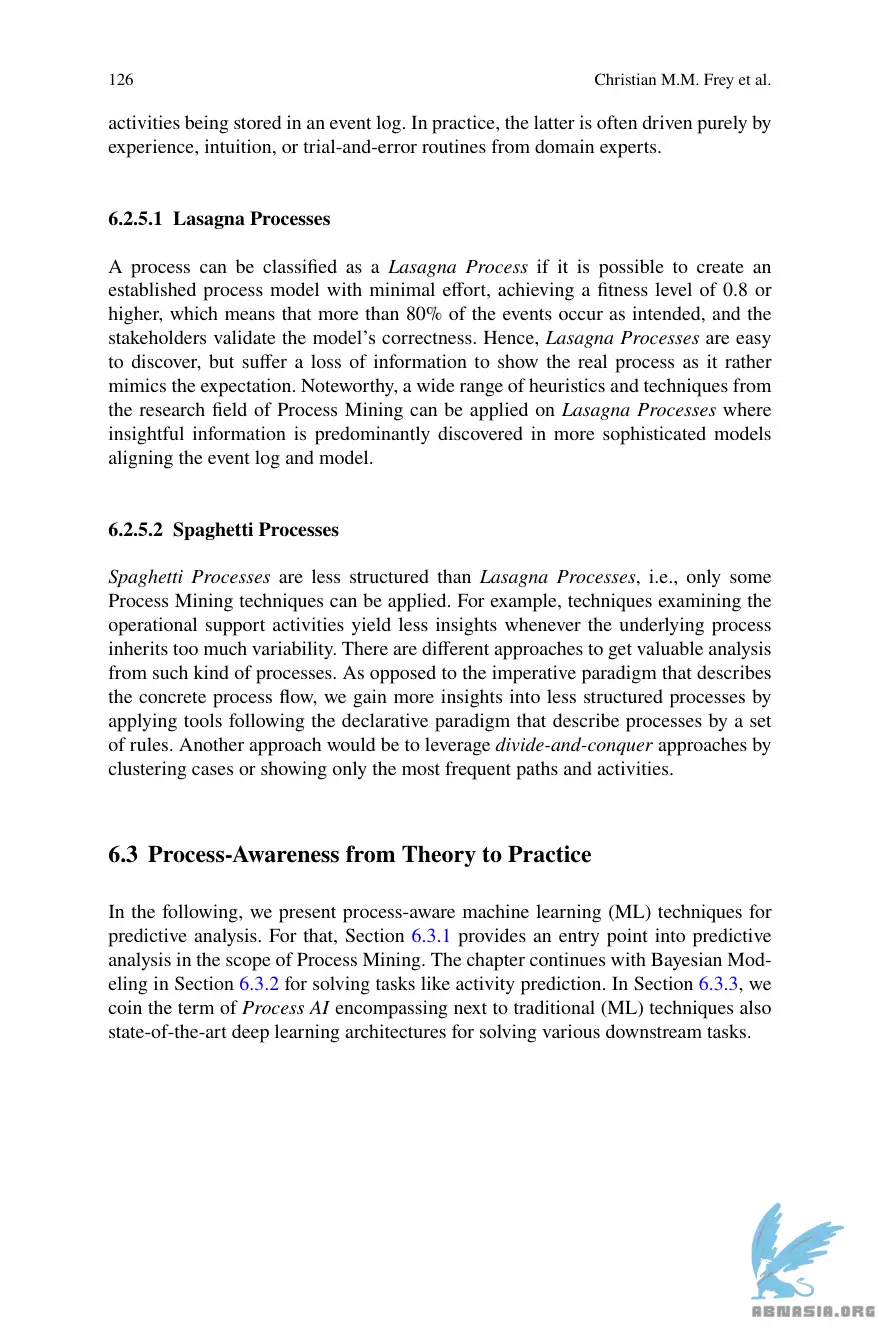 126
Christian M.M. Frey et al.
activities being stored in an event log. In practice, the latter is often driven purely by
experience, intuition, or trial-and-error routines from domain experts.
6.2.5.1 Lasagna Processes
A process can be classified as a Lasagna Process if it is possible to create an
established process model with minimal effort, achieving a fitness level of 0.8 or
higher, which means that more than 80% of the events occur as intended, and the
stakeholders validate the model's correctness. Hence, Lasagna Processes are easy
to discover, but suffer a loss of information to show the real process as it rather
mimics the expectation. Noteworthy, a wide range of heuristics and techniques from
the research field of Process Mining can be applied on Lasagna Processes where
insightful information is predominantly discovered in more sophisticated models
aligning the event log and model.
6.2.5.2 Spaghetti Processes
Spaghetti Processes are less structured than Lasagna Processes, i.e., only some
Process Mining techniques can be applied. For example, techniques examining the
operational support activities yield less insights whenever the underlying process
inherits too much variability. There are different approaches to get valuable analysis
from such kind of processes. As opposed to the imperative paradigm that describes
the concrete process flow, we gain more insights into less structured processes by
applying tools following the declarative paradigm that describe processes by a set
of rules. Another approach would be to leverage divide-and-conquer approaches by
clustering cases or showing only the most frequent paths and activities.
6.3 Process-Awareness from Theory to Practice
In the following, we present process-aware machine learning (ML) techniques for
predictive analysis. For that, Section 6.3.1 provides an entry point into predictive
analysis in the scope of Process Mining. The chapter continues with Bayesian Mod-
eling in Section 6.3.2 for solving tasks like activity prediction. In Section 6.3.3, we
coin the term of Process AI encompassing next to traditional (ML) techniques also
state-of-the-art deep learning architectures for solving various downstream tasks.
ABNASIA.ORG